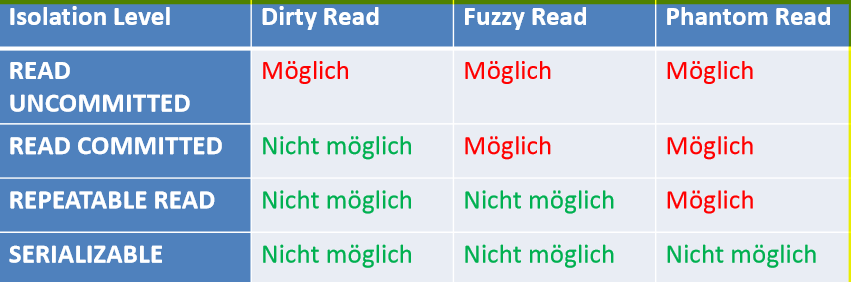 Isolation Level Dirty Read Fuzzy Read Phantom Read
READ UNCOMMITTED Möglich Möglich Möglich
READ COMMITTED Nicht möglich Möglich Möglich
REPEATABLE READ Nicht möglich Nicht möglich Möglich
SERIALIZABLE Nicht möglich Nicht möglich Nicht möglich